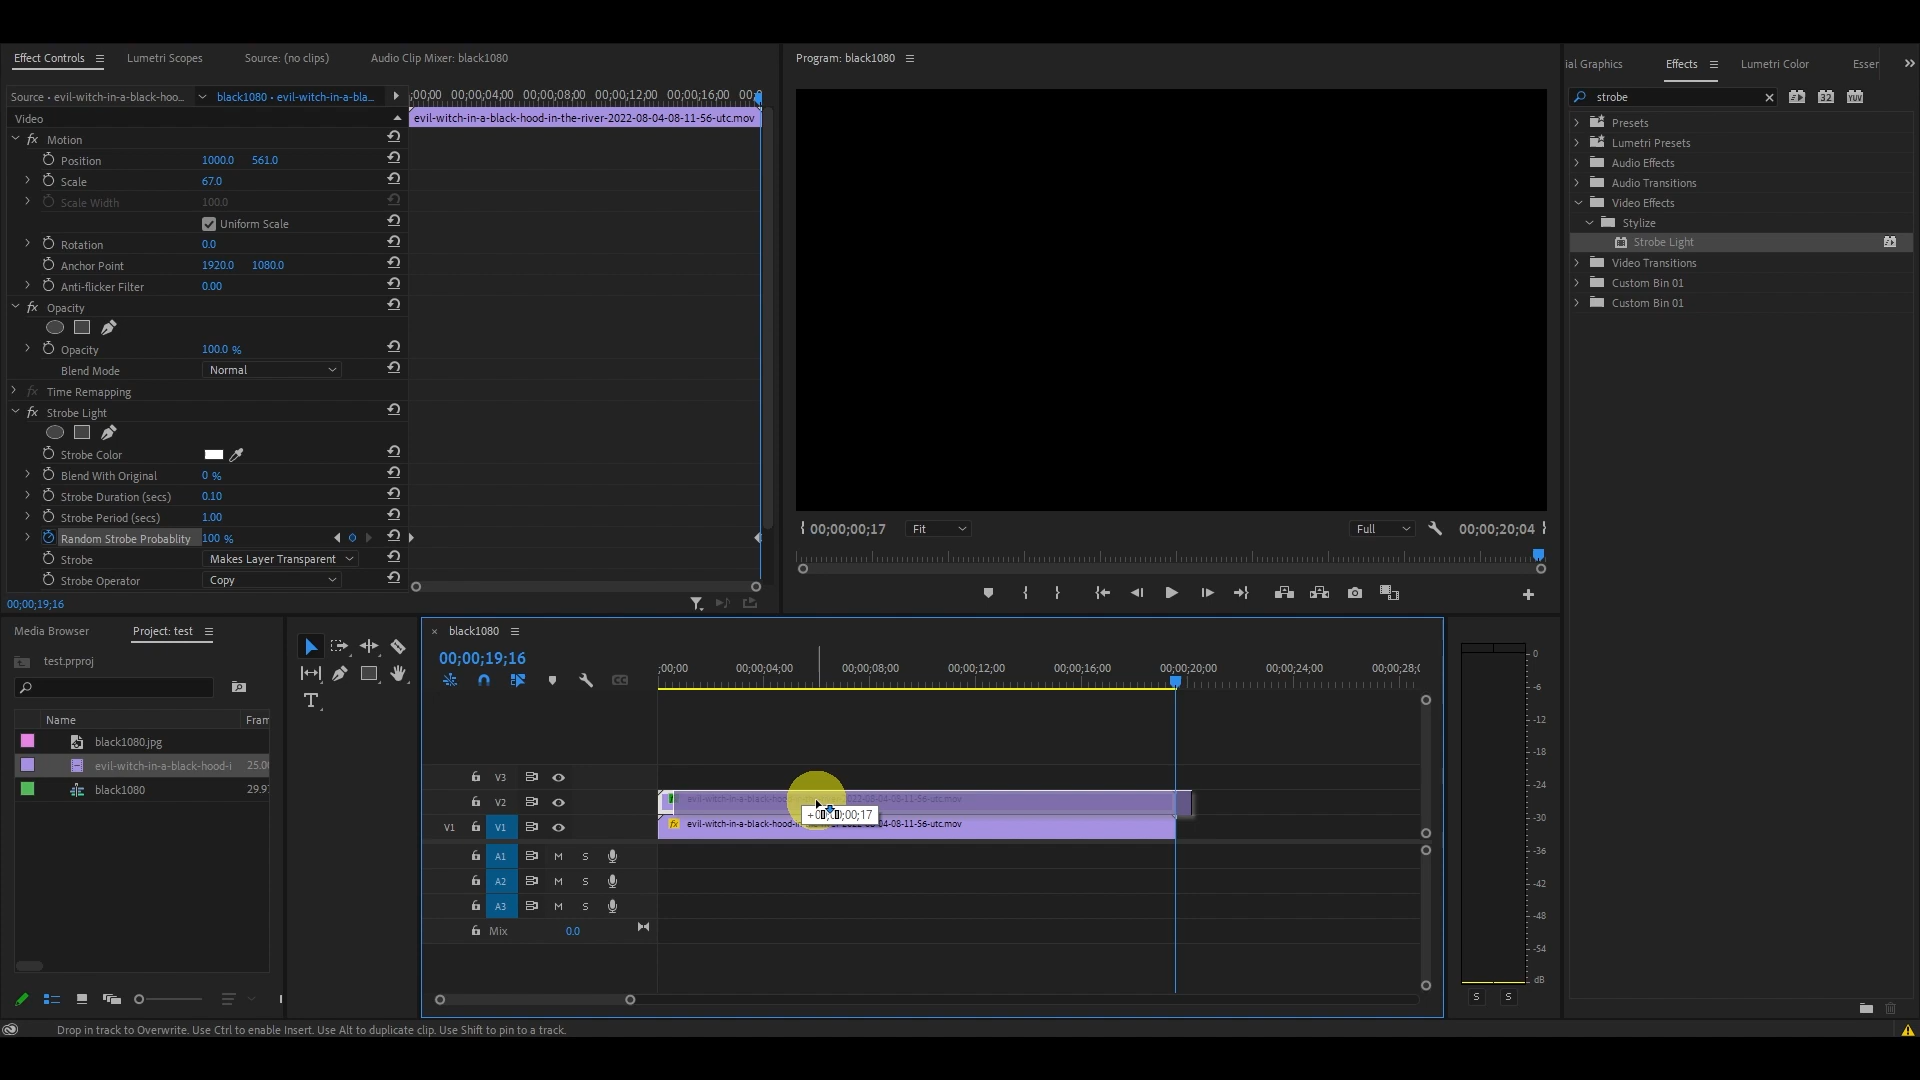 Effect Controls
Lumetri Scopes
Source: (no clips)
Audio Clip Mixer: black1080
Source • evil-witch-in-a-black-hoo...
black1080 • evil-witch-in-a-bla...
;00;00 00;00;04;00 00;00;08;00 00;00;12;00 00;00;16;00 00;0
Video
evil-witch-in-a-black-hood-in-the-river-2022-08-04-08-11-56-utc.mov
fx Motion
Position 1000.0 561.0
Scale 67.0
Scale Width 100.0
Uniform Scale
Rotation 0.0
Anchor Point 1920.0 1080.0
Anti-flicker Filter 0.00
fx Opacity
Opacity 100.0 %
Blend Mode Normal
fx Time Remapping
fx Strobe Light
Strobe Color
Blend With Original 0 %
Strobe Duration (secs) 0.10
Strobe Period (secs) 1.00
Random Strobe Probablity 100 %
Strobe Makes Layer Transparent
Strobe Operator Copy
00;00;19;16
Program: black1080
00;00;00;17
Fit
Full
00;00;20;04
ial Graphics
Effects
Lumetri Color
Esser
strobe
32
YUV
Presets
Lumetri Presets
Audio Effects
Audio Transitions
Video Effects
Stylize
Strobe Light
Video Transitions
Custom Bin 01
Custom Bin 01
Media Browser
Project: test
test.prproj
Name
Fram
black1080.jpg
evil-witch-in-a-black-hood-i 25.00
black1080 29.97
T
× black1080
00;00;19;16
CC
;00;00 00;00;04;00 00;00;08;00 00;00;12;00 00;00;16;00 00;00;20;00 00;00;24;00 00;00;28;0
V3
V2
V1 V1
fx evil-witch-in-a-black-hood-i
04-08-11-56-utc.mov
A1 M S
A2 M S
A3 M S
Mix 0.0
0
-6
-12
-18
-24
-30
-36
-42
-48
-54
dB
S S
Drop in track to Overwrite. Use Ctrl to enable Insert. Use Alt to duplicate clip. Use Shift to pin to a track.